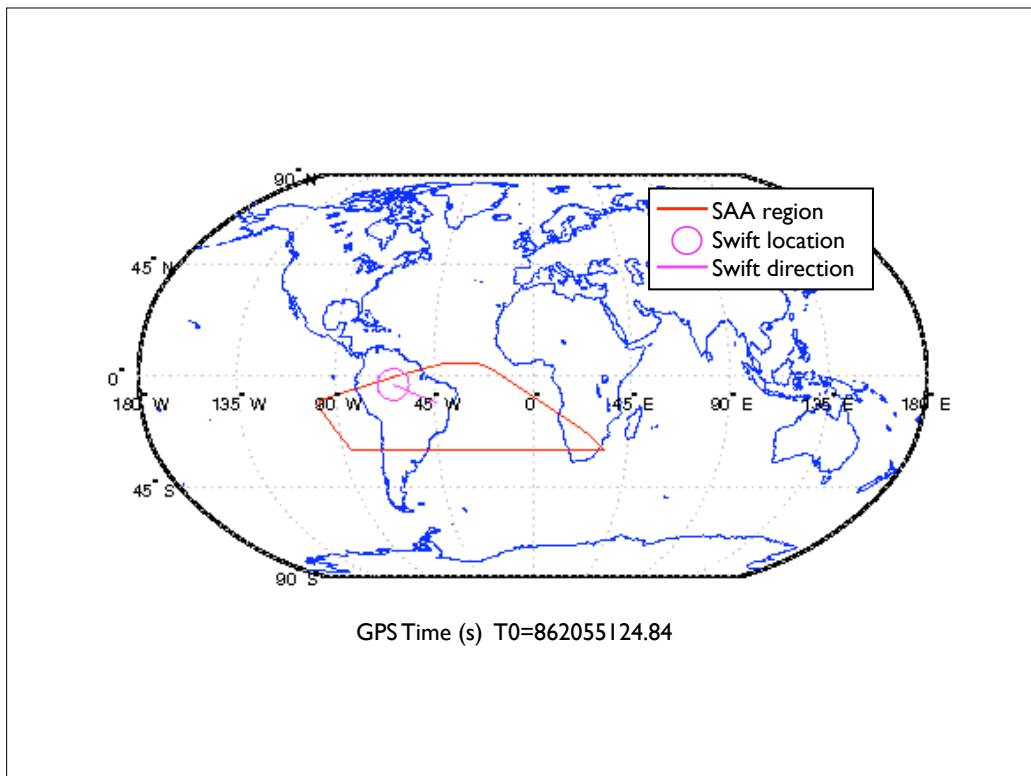 90° N
SAA region
Swift location
Swift direction
45° N
0°
180° W 135° W 90° W 45° W 0° 45° E 90° E 135° E 180° E
45° S
90° S
GPS Time (s) T0=862055124.84